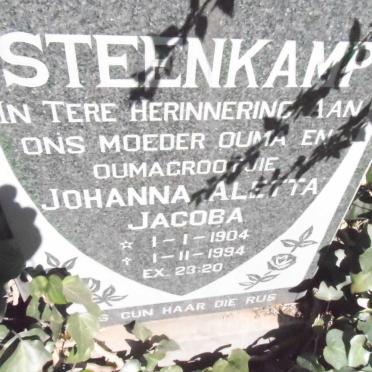 STEENKAMP
IN TERE HERINNERING AAN
ONS MOEDER OUMA EN
OUMAGROOTJIE
JOHANNA ALETTA
JACOBA
☆ 1-1-1904
† 1-11-1994
EX. 23:20
GUN HAAR DIE RUS